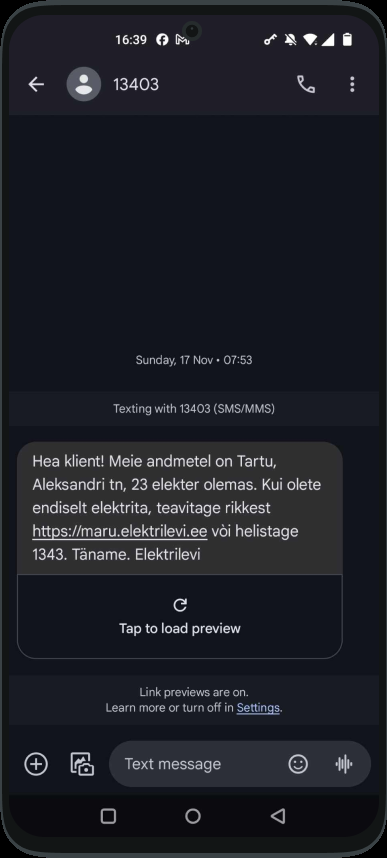 16:39
13403
Sunday, 17 Nov • 07:53
Texting with 13403 (SMS/MMS)
Hea klient! Meie andmetel on Tartu,
Aleksandri tn, 23 elekter olemas. Kui olete
endiselt elektrita, teavitage rikkest
https://maru.elektrilevi.ee vòi helistage
1343. Täname. Elektrilevi
Tap to load preview
Link previews are on.
Learn more or turn off in Settings.
Text message